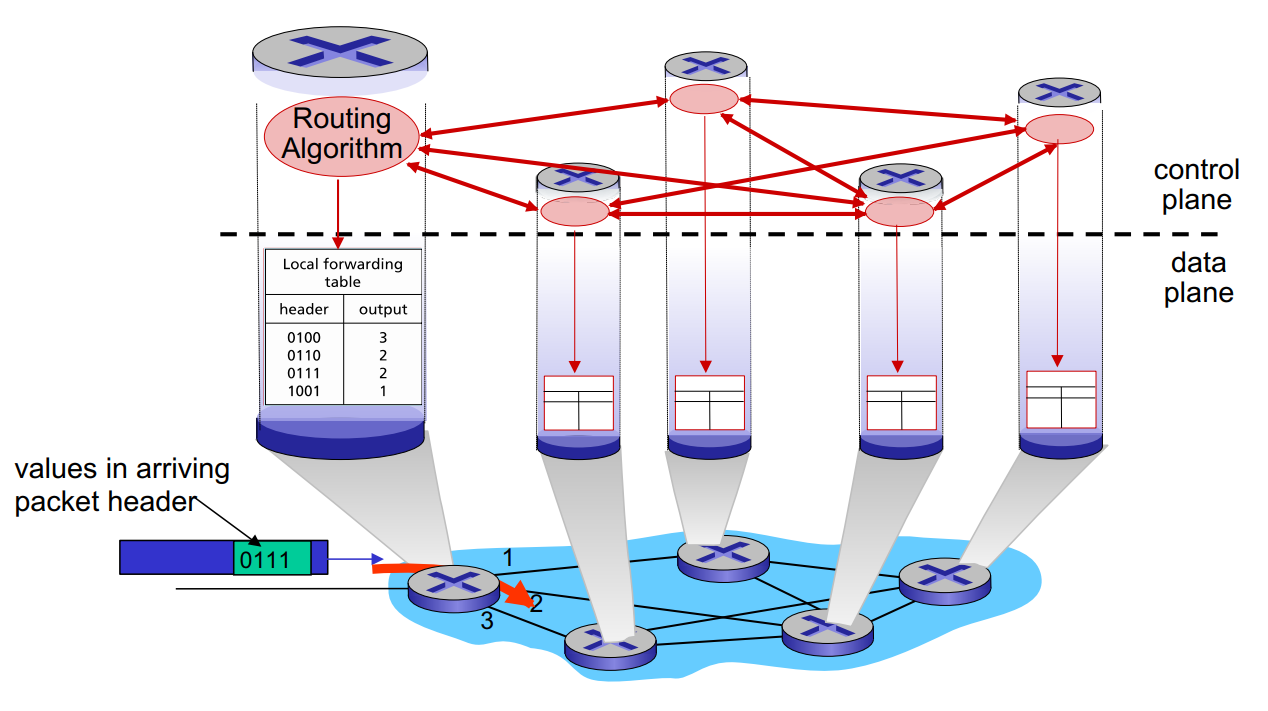 Routing
Algorithm
control
plane
data
plane
Local forwarding
table
header output
0100 3
0110 2
0111 2
1001 1
values in arriving
packet header
0111
1
2
3